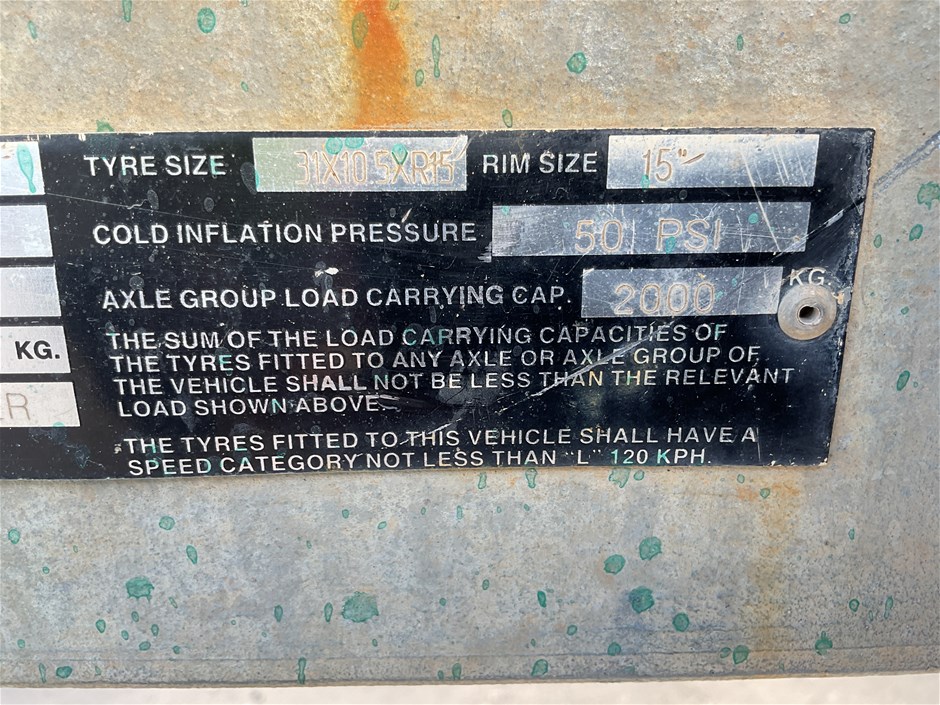 TYRE SIZE 31X10.5XR15 RIM SIZE 15"
COLD INFLATION PRESSURE 50 PSI
AXLE GROUP LOAD CARRYING CAP. 2000 KG.
THE SUM OF THE LOAD CARRYING CAPACITIES OF
KG. THE TYRES FITTED TO ANY AXLE OR AXLE GROUP OF
THE VEHICLE SHALL NOT BE LESS THAN THE RELEVANT
LOAD SHOWN ABOVE.
THE TYRES FITTED TO THIS VEHICLE SHALL HAVE A
SPEED CATEGORY NOT LESS THAN "L" 120 KPH.